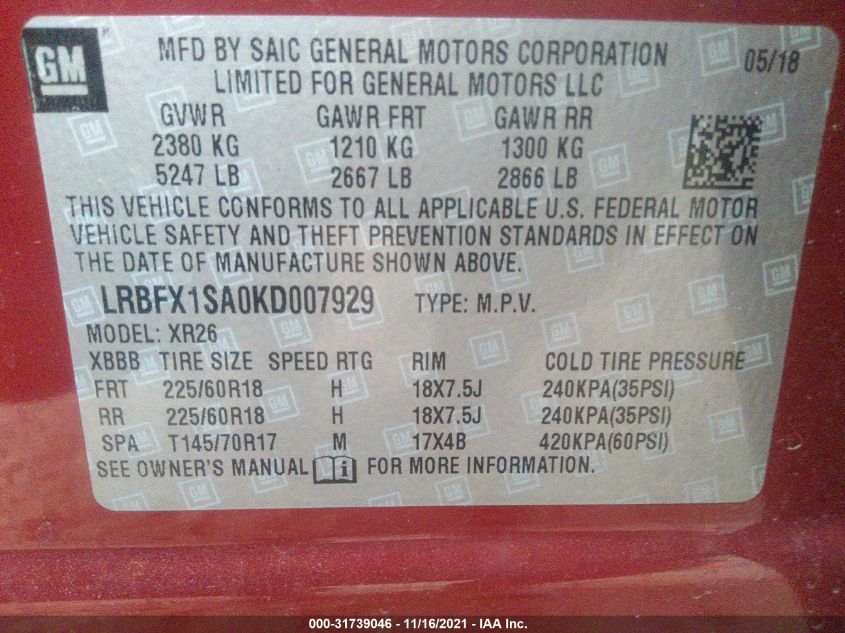 GM ®
MFD BY SAIC GENERAL MOTORS CORPORATION 05/18
LIMITED FOR GENERAL MOTORS LLC
GVWR GAWR FRT GAWR RR
2380 KG 1210 KG 1300 KG
5247 LB 2667 LB 2866 LB
THIS VEHICLE CONFORMS TO ALL APPLICABLE U.S. FEDERAL MOTOR
VEHICLE SAFETY AND THEFT PREVENTION STANDARDS IN EFFECT ON
THE DATE OF MANUFACTURE SHOWN ABOVE.
LRBFX1SA0KD007929 TYPE: M.P.V.
MODEL: XR26
XBBB TIRE SIZE SPEED RTG RIM COLD TIRE PRESSURE
FRT 225/60R18 H 18X7.5J 240KPA(35PSI)
RR 225/60R18 H 18X7.5J 240KPA(35PSI)
SPA T145/70R17 M 17X4B 420KPA(60PSI)
SEE OWNER'S MANUAL i FOR MORE INFORMATION.
000-31739046 - 11/16/2021 - IAA Inc.